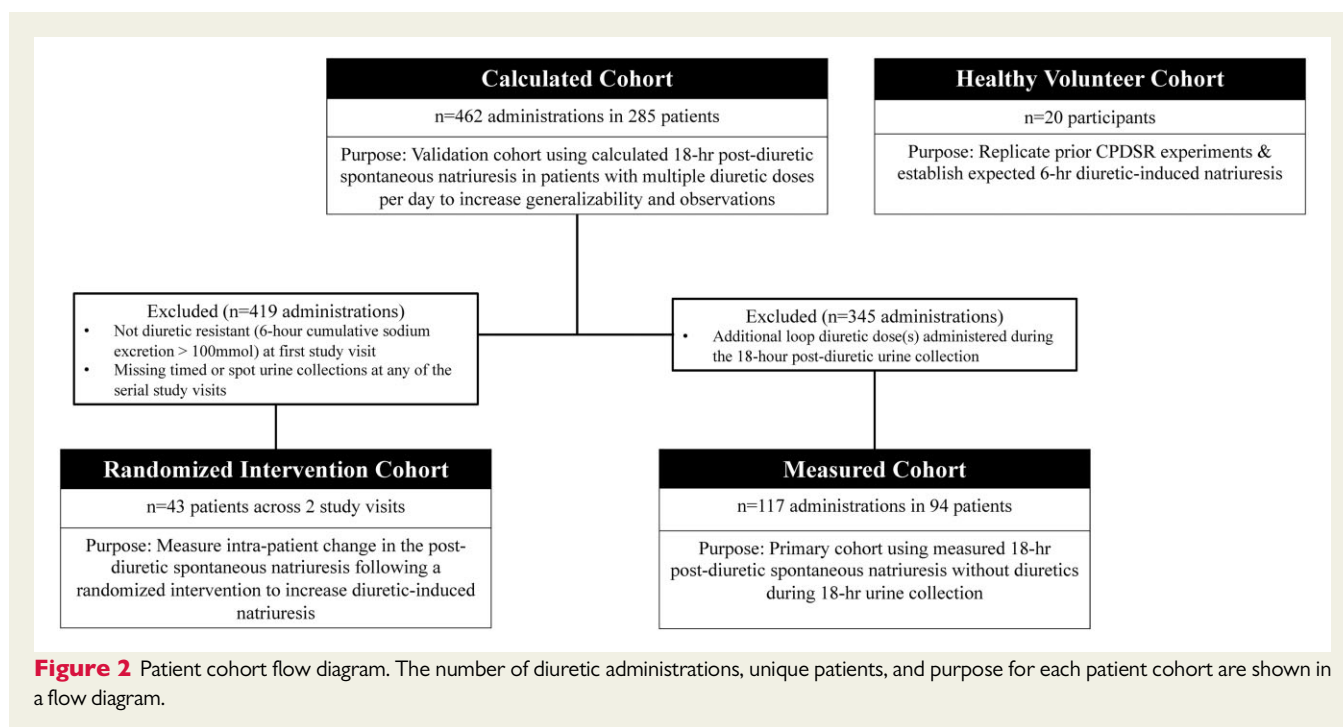 Calculated Cohort
n=462 administrations in 285 patients
Purpose: Validation cohort using calculated 18-hr post-diuretic
spontaneous natriuresis in patients with multiple diuretic doses
per day to increase generalizability and observations
Healthy Volunteer Cohort
n=20 participants
Purpose: Replicate prior CPDSR experiments &
establish expected 6-hr diuretic-induced natriuresis
Excluded (n=419 administrations)
• Not diuretic resistant (6-hour cumulative sodium
excretion > 100mmol) at first study visit
• Missing timed or spot urine collections at any of the
serial study visits
Excluded (n=345 administrations)
• Additional loop diuretic dose(s) administered during
the 18-hour post-diuretic urine collection
Randomized Intervention Cohort
n=43 patients across 2 study visits
Purpose: Measure intra-patient change in the post-
diuretic spontaneous natriuresis following a
randomized intervention to increase diuretic-induced
natriuresis
Measured Cohort
n=117 administrations in 94 patients
Purpose: Primary cohort using measured 18-hr
post-diuretic spontaneous natriuresis without diuretics
during 18-hr urine collection
Figure 2 Patient cohort flow diagram. The number of diuretic administrations, unique patients, and purpose for each patient cohort are shown in
a flow diagram.